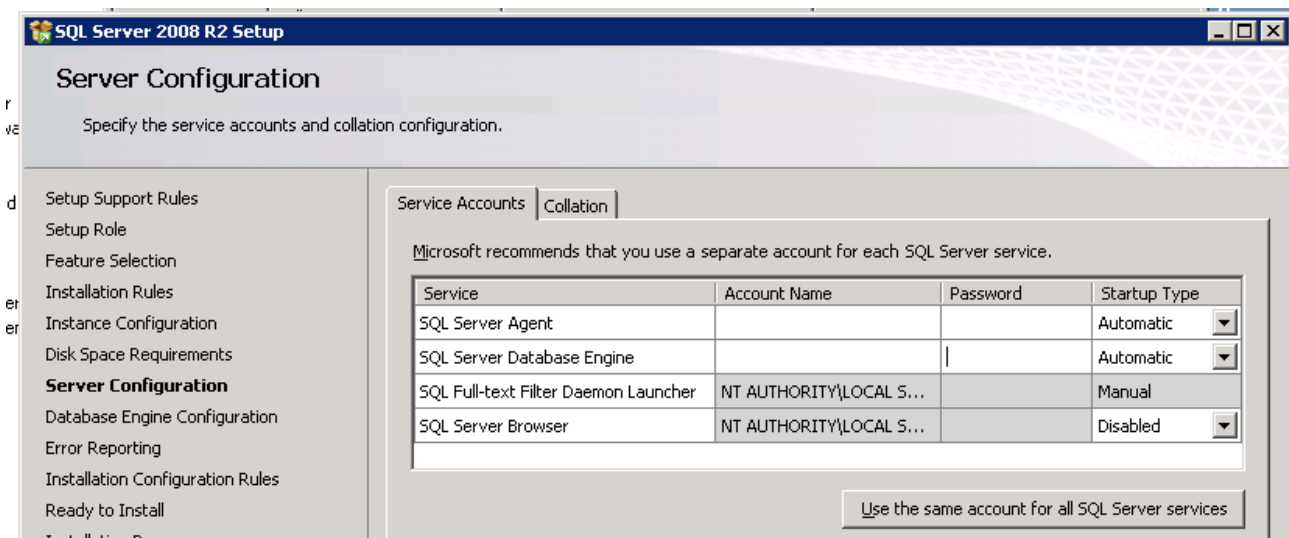 SQL Server 2008 R2 Setup
Server Configuration
Specify the service accounts and collation configuration.
Setup Support Rules
Setup Role
Feature Selection
Installation Rules
Instance Configuration
Disk Space Requirements
Server Configuration
Database Engine Configuration
Error Reporting
Installation Configuration Rules
Ready to Install
Service Accounts Collation
Microsoft recommends that you use a separate account for each SQL Server service.
Service Account Name Password Startup Type
SQL Server Agent Automatic
SQL Server Database Engine Automatic
SQL Full-text Filter Daemon Launcher NT AUTHORITY\LOCAL S... Manual
SQL Server Browser NT AUTHORITY\LOCAL S... Disabled
Use the same account for all SQL Server services